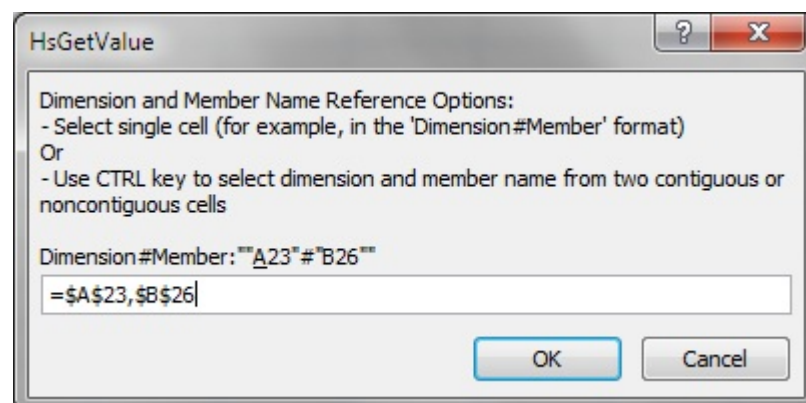 HsGetValue
Dimension and Member Name Reference Options:
- Select single cell (for example, in the 'Dimension#Member' format)
Or
- Use CTRL key to select dimension and member name from two contiguous or
noncontiguous cells
Dimension#Member:""A23"#"B26""
=$A$23,$B$26
OK Cancel